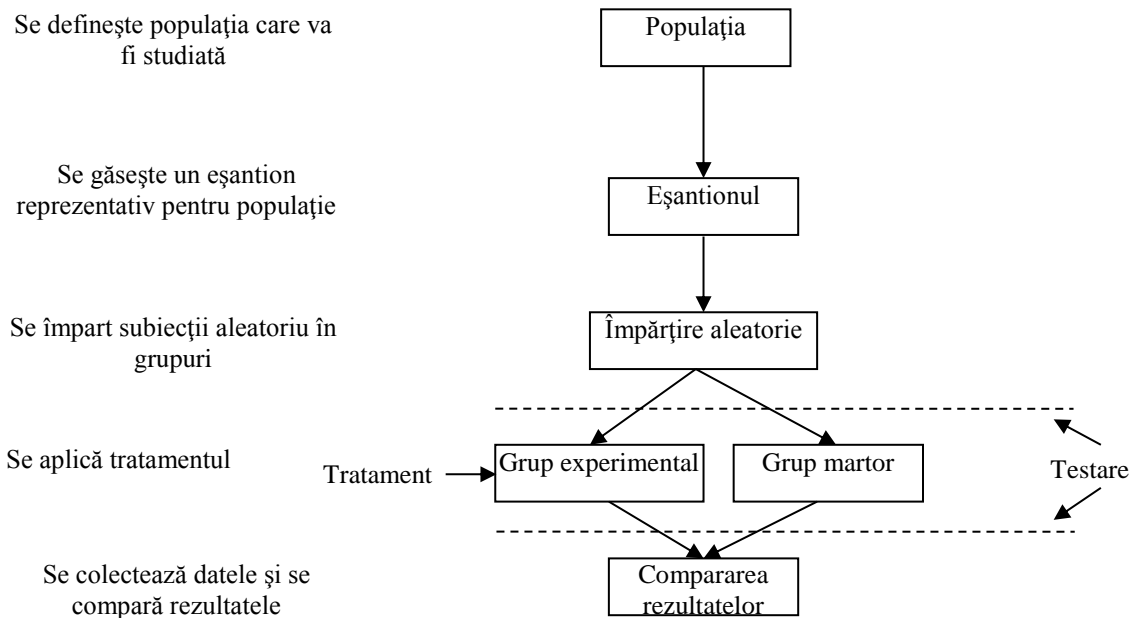 Se defineşte populaţia care va
fi studiată
Populaţia
Se găseşte un eşantion
reprezentativ pentru populaţie
Eşantionul
Se împart subiecţii aleatoriu în
grupuri
Împărţire aleatorie
Se aplică tratamentul
Tratament
Grup experimental
Grup martor
Testare
Se colectează datele şi se
compară rezultatele
Compararea
rezultatelor